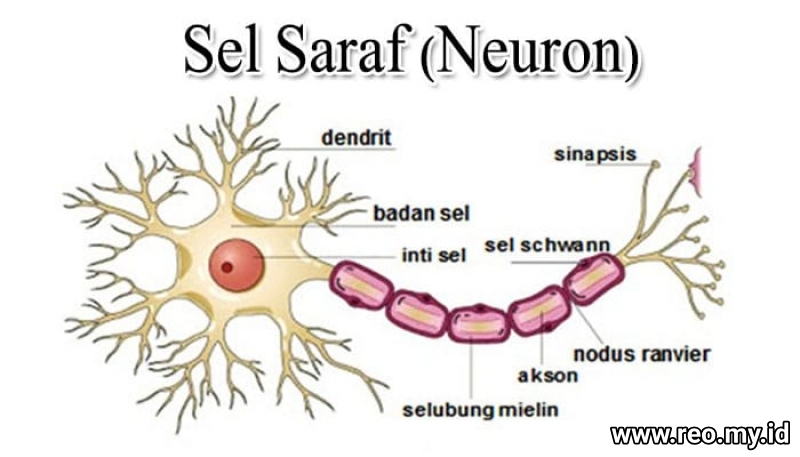 Sel Saraf (Neuron)
dendrit
sinapsis
badan sel
sel schwann
inti sel
nodus ranvier
akson
selubung mielin
www.reo.my.id